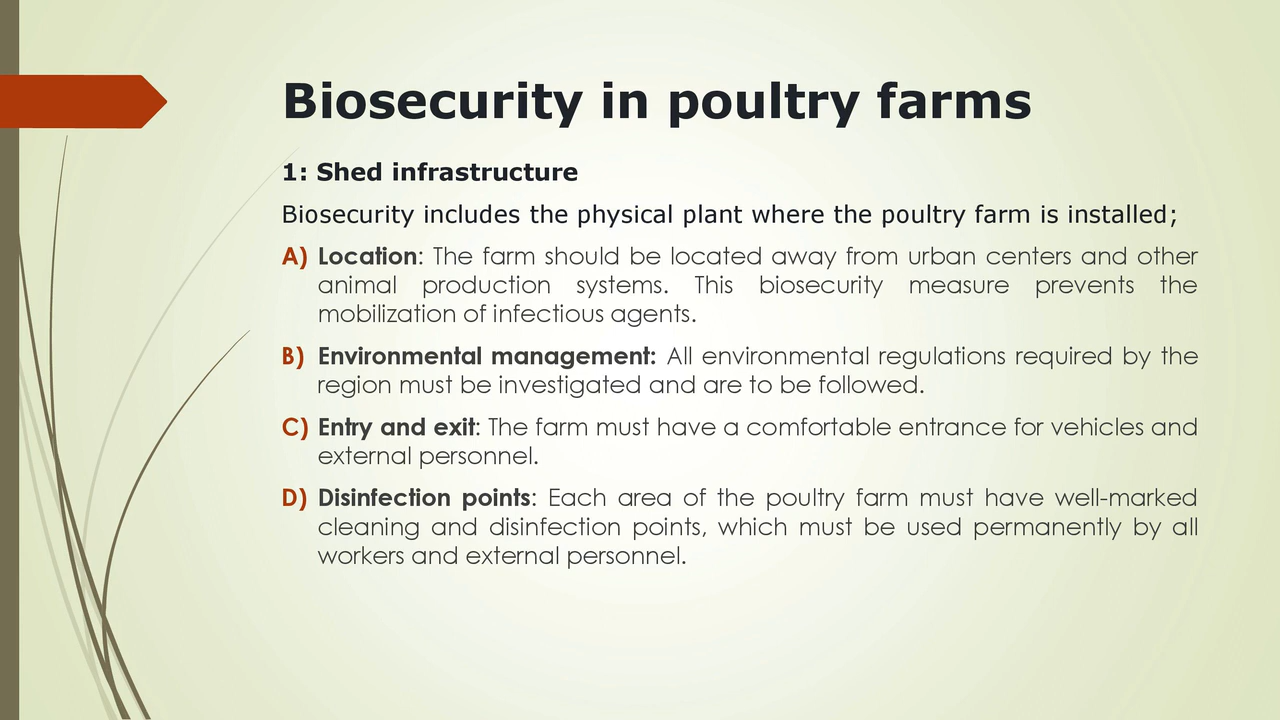 Biosecurity in poultry farms
1: Shed infrastructure
Biosecurity includes the physical plant where the poultry farm is installed;
A) Location: The farm should be located away from urban centers and other
animal production systems. This biosecurity measure prevents the
mobilization of infectious agents.
B) Environmental management: All environmental regulations required by the
region must be investigated and are to be followed.
C) Entry and exit: The farm must have a comfortable entrance for vehicles and
external personnel.
D) Disinfection points: Each area of the poultry farm must have well-marked
cleaning and disinfection points, which must be used permanently by all
workers and external personnel.